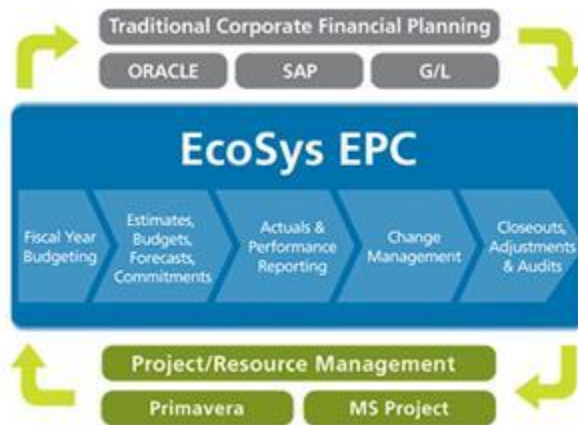 Traditional Corporate Financial Planning
ORACLE
SAP
G/L
EcoSys EPC
Fiscal Year
Budgeting
Estimates,
Budgets,
Forecasts,
Commitments
Actuals &
Performance
Reporting
Change
Management
Closeouts,
Adjustments
& Audits
Project/Resource Management
Primavera
MS Project